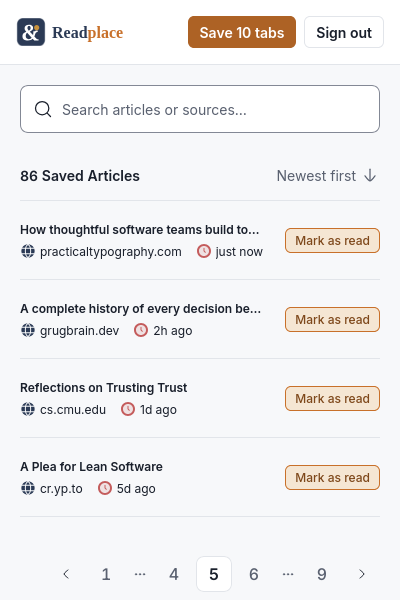 & Readplace
Save 10 tabs
Sign out
Search articles or sources...
86 Saved Articles
Newest first
How thoughtful software teams build to...
practicaltypography.com
just now
Mark as read
A complete history of every decision be...
grugbrain.dev
2h ago
Mark as read
Reflections on Trusting Trust
cs.cmu.edu
1d ago
Mark as read
A Plea for Lean Software
cr.yp.to
5d ago
Mark as read
1 ... 4 5 6 ... 9